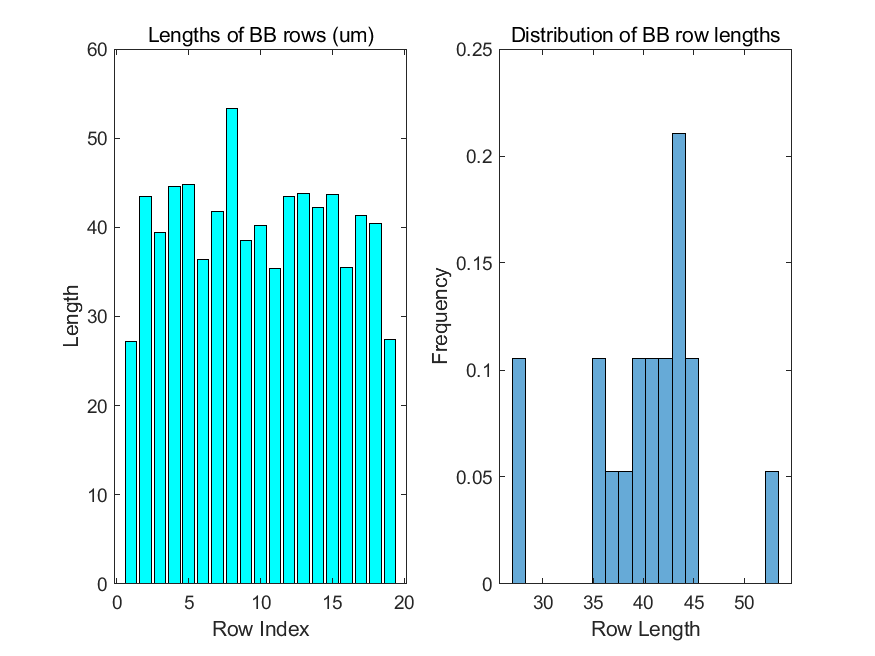 Lengths of BB rows (um)
60
50
40
30
20
10
0
Length
0 5 10 15 20
Row Index
Distribution of BB row lengths
0.25
0.2
0.15
0.1
0.05
0
Frequency
30 35 40 45 50
Row Length